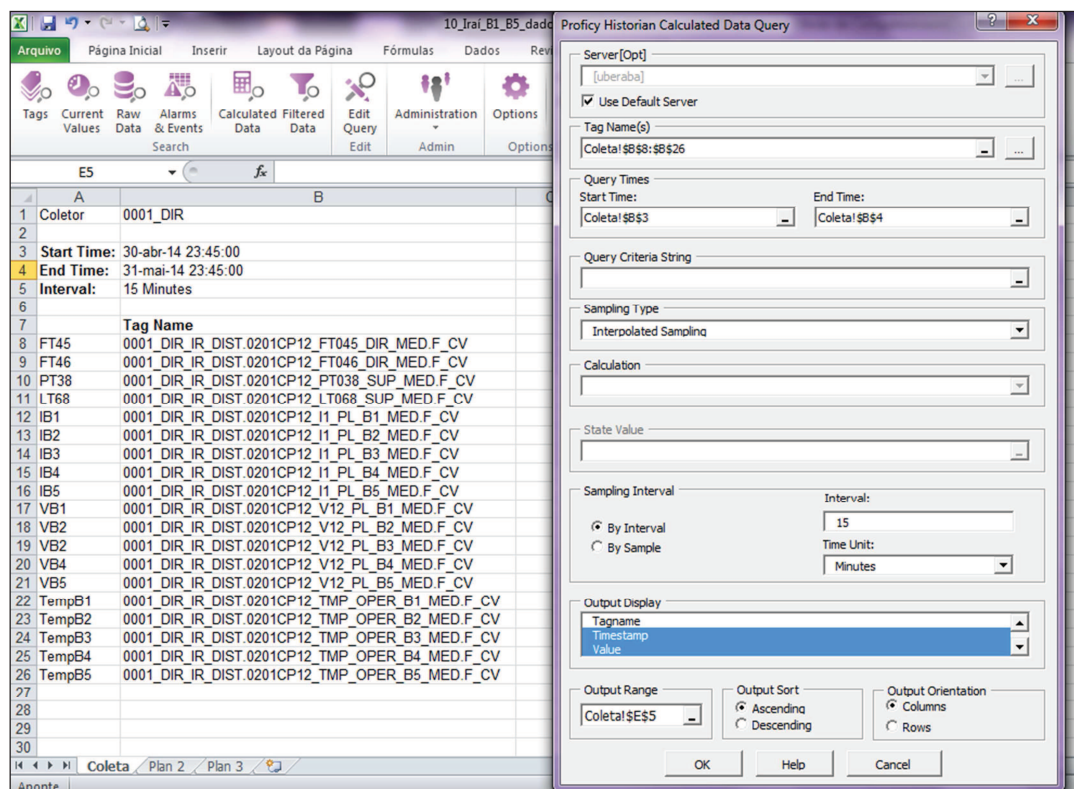 10_Iraí_B1_B5_dado
Arquivo Página Inicial Inserir Layout da Página Fórmulas Dados Rev
Tags Current Values Raw Data Alarms & Events Calculated Data Filtered Data Edit Query Administration Options
Search Edit Admin Options
E5 fx
A B C
1 Coletor 0001_DIR
2
3 Start Time: 30-abr-14 23:45:00
4 End Time: 31-mai-14 23:45:00
5 Interval: 15 Minutes
6
7 Tag Name
8 FT45 0001_DIR_IR_DIST.0201CP12_FT045_DIR_MED.F_CV
9 FT46 0001_DIR_IR_DIST.0201CP12_FT046_DIR_MED.F_CV
10 PT38 0001_DIR_IR_DIST.0201CP12_PT038_SUP_MED.F_CV
11 LT68 0001_DIR_IR_DIST.0201CP12_LT068_SUP_MED.F_CV
12 IB1 0001_DIR_IR_DIST.0201CP12_I1_PL_B1_MED.F_CV
13 IB2 0001_DIR_IR_DIST.0201CP12_I1_PL_B2_MED.F_CV
14 IB3 0001_DIR_IR_DIST.0201CP12_I1_PL_B3_MED.F_CV
15 IB4 0001_DIR_IR_DIST.0201CP12_I1_PL_B4_MED.F_CV
16 IB5 0001_DIR_IR_DIST.0201CP12_I1_PL_B5_MED.F_CV
17 VB1 0001_DIR_IR_DIST.0201CP12_V12_PL_B1_MED.F_CV
18 VB2 0001_DIR_IR_DIST.0201CP12_V12_PL_B2_MED.F_CV
19 VB2 0001_DIR_IR_DIST.0201CP12_V12_PL_B3_MED.F_CV
20 VB4 0001_DIR_IR_DIST.0201CP12_V12_PL_B4_MED.F_CV
21 VB5 0001_DIR_IR_DIST.0201CP12_V12_PL_B5_MED.F_CV
22 TempB1 0001_DIR_IR_DIST.0201CP12_TMP_OPER_B1_MED.F_CV
23 TempB2 0001_DIR_IR_DIST.0201CP12_TMP_OPER_B2_MED.F_CV
24 TempB3 0001_DIR_IR_DIST.0201CP12_TMP_OPER_B3_MED.F_CV
25 TempB4 0001_DIR_IR_DIST.0201CP12_TMP_OPER_B4_MED.F_CV
26 TempB5 0001_DIR_IR_DIST.0201CP12_TMP_OPER_B5_MED.F_CV
27
28
29
30
Coleta Plan 2 Plan 3
Aponte
Proficy Historian Calculated Data Query
Server[Opt]
[uberaba]
Use Default Server
Tag Name(s)
Coleta!$B$8:$B$26
Query Times
Start Time: End Time:
Coleta!$B$3 Coleta!$B$4
Query Criteria String
Sampling Type
Interpolated Sampling
Calculation
State Value
Sampling Interval
Interval:
By Interval 15
By Sample Time Unit:
Minutes
Output Display
Tagname
Timestamp
Value
Output Range Output Sort Output Orientation
Coleta!$E$5 Ascending Columns
Descending Rows
OK Help Cancel